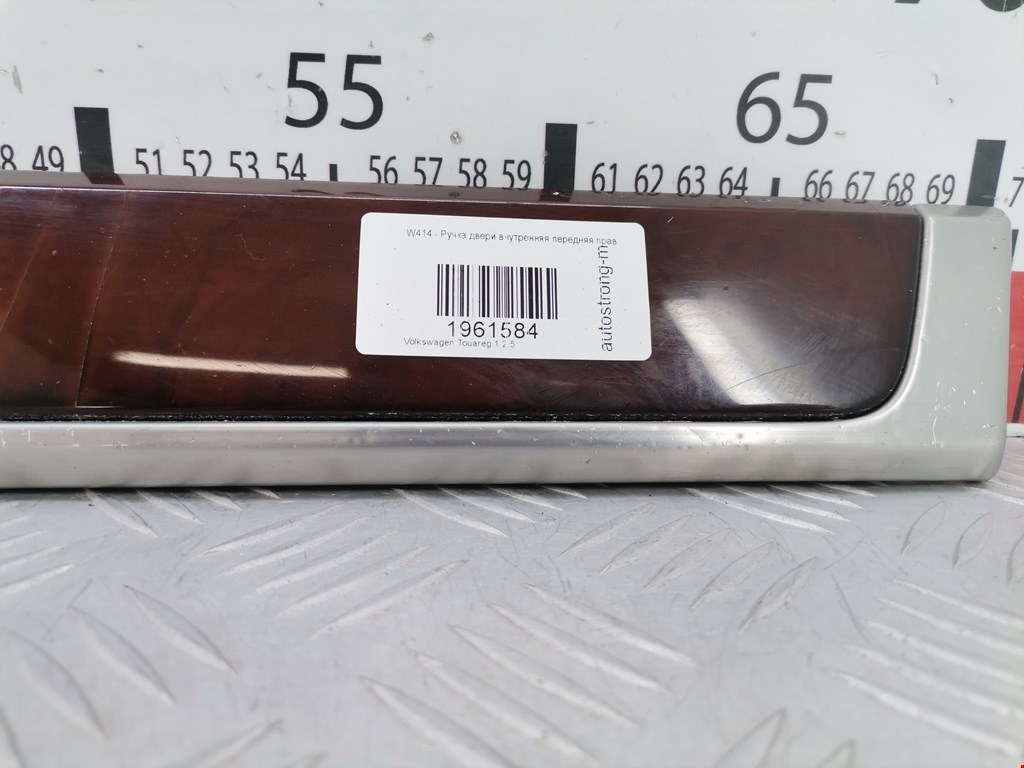 55 65
49 51 52 53 54 56 57 58 59 61 62 63 64 66 67 68 69
W414 - Ручка двери внутренняя передняя прав
1961584
Volkswagen Touareg 1 2.5
autostrong-m